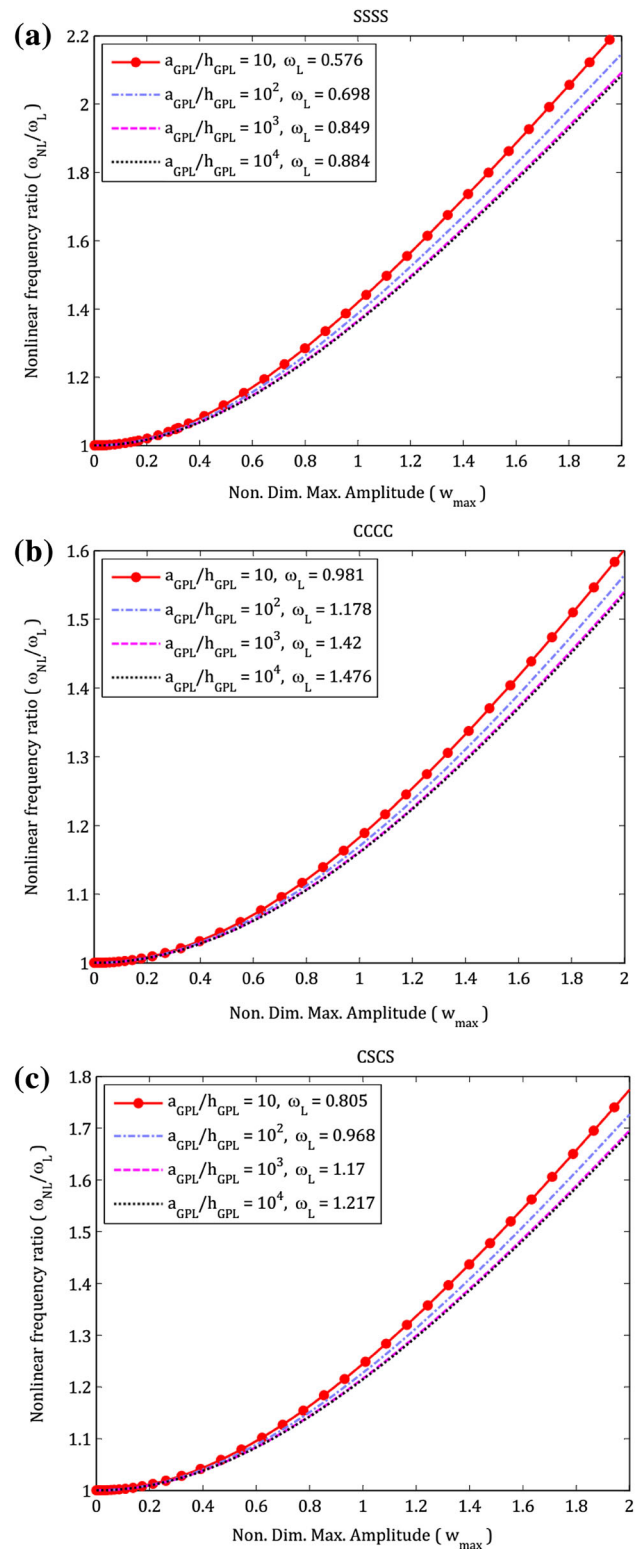 (a)
SSSS
a_GPL/h_GPL = 10, ω_L = 0.576
a_GPL/h_GPL = 10^2, ω_L = 0.698
a_GPL/h_GPL = 10^3, ω_L = 0.849
a_GPL/h_GPL = 10^4, ω_L = 0.884
Nonlinear frequency ratio ( ω_NL/ω_L )
2.2
2
1.8
1.6
1.4
1.2
1
0 0.2 0.4 0.6 0.8 1 1.2 1.4 1.6 1.8 2
Non. Dim. Max. Amplitude ( w_max )
(b)
CCCC
a_GPL/h_GPL = 10, ω_L = 0.981
a_GPL/h_GPL = 10^2, ω_L = 1.178
a_GPL/h_GPL = 10^3, ω_L = 1.42
a_GPL/h_GPL = 10^4, ω_L = 1.476
Nonlinear frequency ratio ( ω_NL/ω_L )
1.6
1.5
1.4
1.3
1.2
1.1
1
0 0.2 0.4 0.6 0.8 1 1.2 1.4 1.6 1.8 2
Non. Dim. Max. Amplitude ( w_max )
(c)
CSCS
a_GPL/h_GPL = 10, ω_L = 0.805
a_GPL/h_GPL = 10^2, ω_L = 0.968
a_GPL/h_GPL = 10^3, ω_L = 1.17
a_GPL/h_GPL = 10^4, ω_L = 1.217
Nonlinear frequency ratio ( ω_NL/ω_L )
1.8
1.7
1.6
1.5
1.4
1.3
1.2
1.1
1
0 0.2 0.4 0.6 0.8 1 1.2 1.4 1.6 1.8 2
Non. Dim. Max. Amplitude ( w_max )